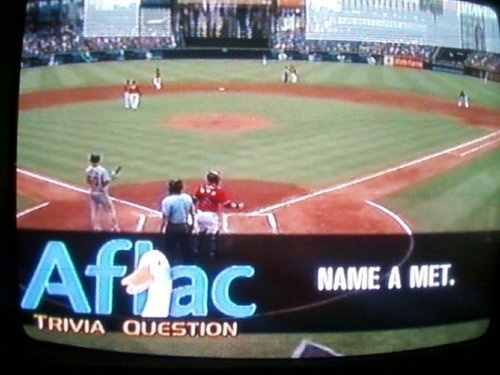 Aflac
TRIVIA QUESTION
NAME A MET.